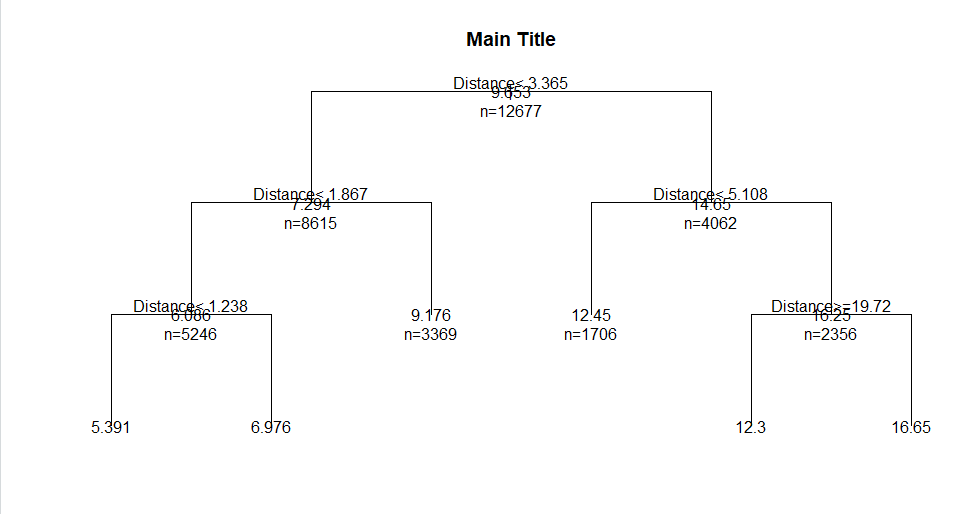 Main Title
Distance< 3.365
9.653
n=12677
Distance< 1.867
7.294
n=8615
Distance< 5.108
14.65
n=4062
Distance< 1.238
6.086
n=5246
9.176
n=3369
12.45
n=1706
Distance>=19.72
16.25
n=2356
5.391
6.976
12.3
16.65